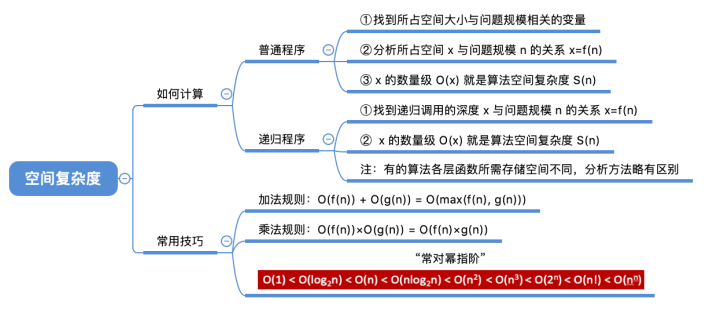 空间复杂度
如何计算
普通程序
①找到所占空间大小与问题规模相关的变量
②分析所占空间 x 与问题规模 n 的关系 x=f(n)
③ x 的数量级 O(x) 就是算法空间复杂度 S(n)
递归程序
①找到递归调用的深度 x 与问题规模 n 的关系 x=f(n)
② x 的数量级 O(x) 就是算法空间复杂度 S(n)
注：有的算法各层函数所需存储空间不同，分析方法略有区别
常用技巧
加法规则：O(f(n)) + O(g(n)) = O(max(f(n), g(n)))
乘法规则：O(f(n))×O(g(n)) = O(f(n)×g(n))
“常对幂指阶”
O(1) < O(log₂n) < O(n) < O(nlog₂n) < O(n²) < O(n³) < O(2ⁿ) < O(n!) < O(nⁿ)